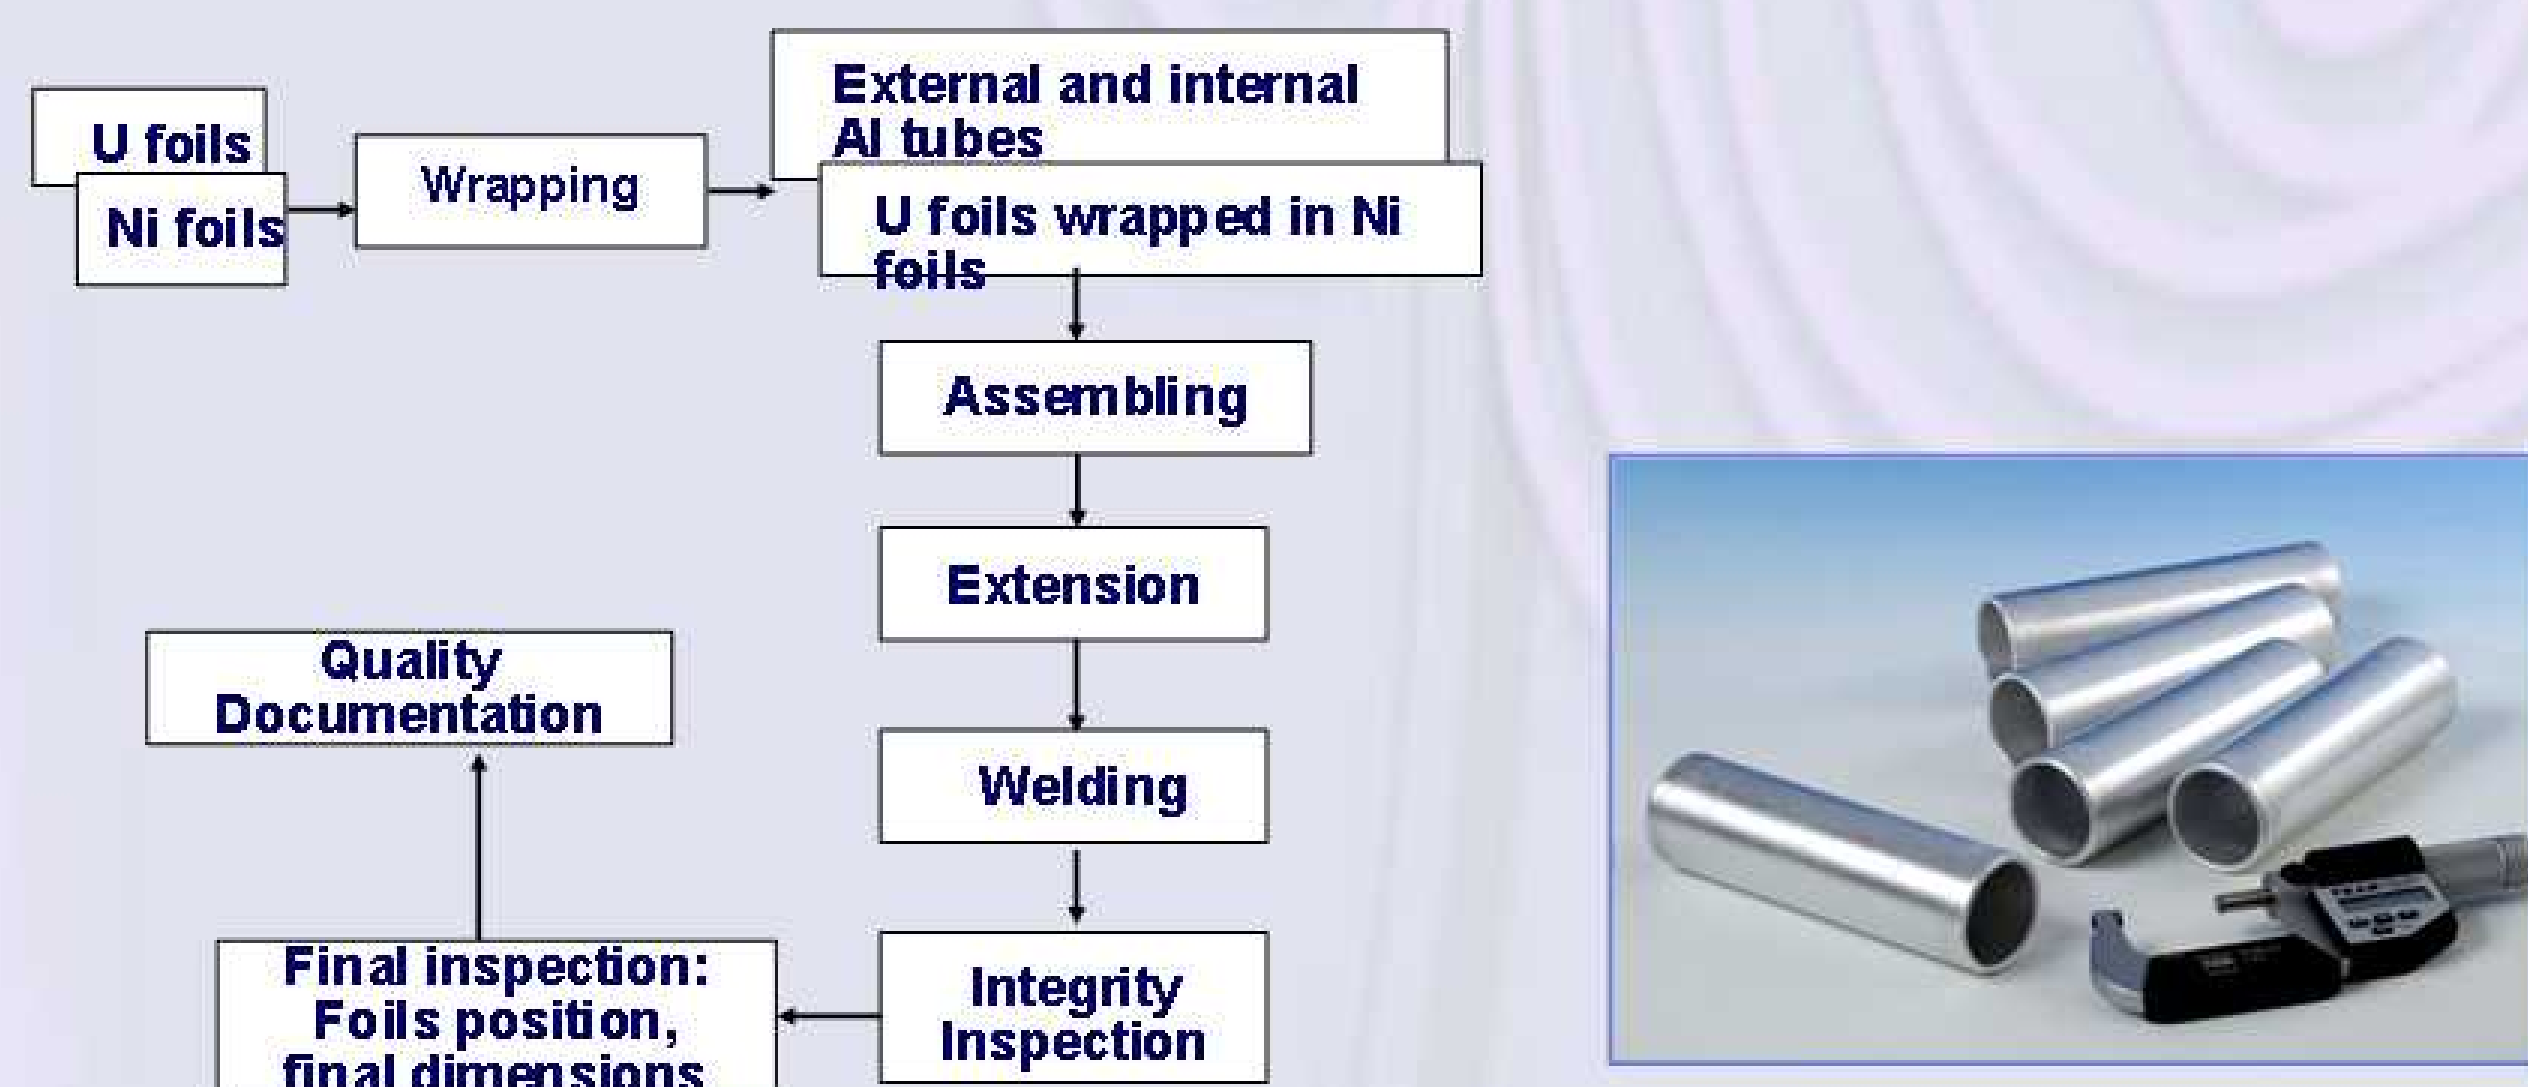 U foils
Ni foils
Wrapping
External and internal
Al tubes
U foils wrapped in Ni
foils
Assembling
Extension
Welding
Integrity
Inspection
Final inspection:
Foils position,
final dimensions
Quality
Documentation